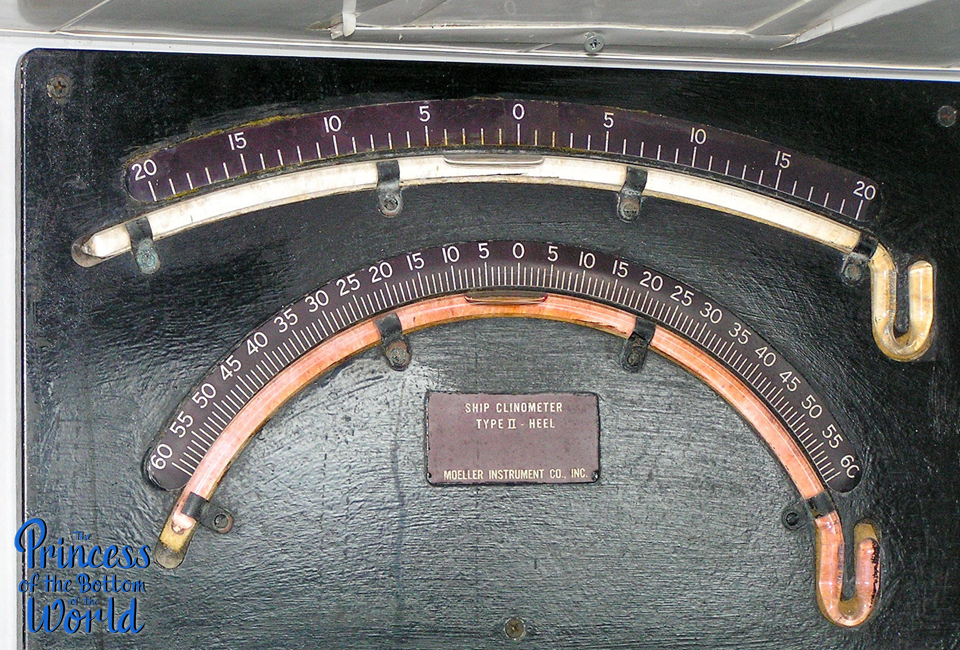 20 15 10 5 0 5 10 15 20
60 55 50 45 40 35 30 25 20 15 10 5 0 5 10 15 20 25 30 35 40 45 50 55 60
SHIP CLINOMETER
TYPE II - HEEL
MOELLER INSTRUMENT CO., INC.
The
Princess
of the Bottom
of the
World